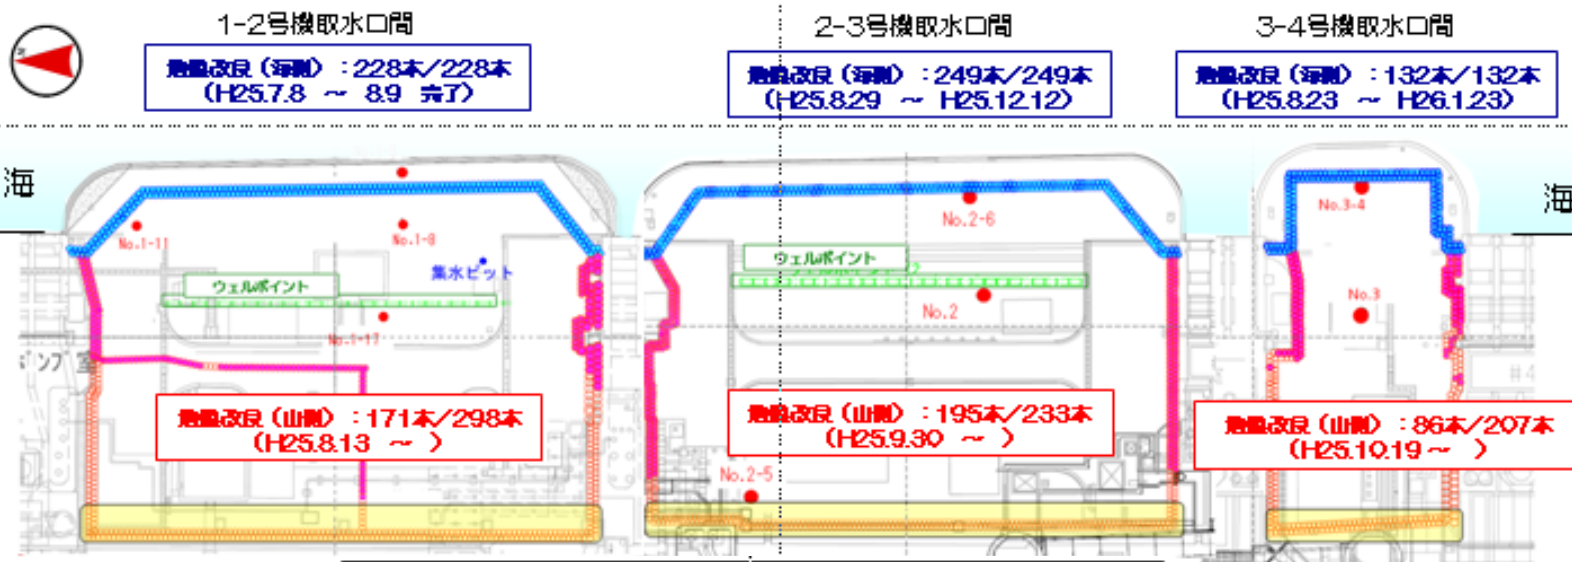 1-2号機取水口間
地盤改良(海側):228本/228本
(H25.7.8 ~ 8.9 完了)
2-3号機取水口間
地盤改良(海側):249本/249本
(H25.8.29 ~ H25.12.12)
3-4号機取水口間
地盤改良(海側):132本/132本
(H25.8.23 ~ H26.1.23)
海
海
No.1-11
No.1-8
集水ピット
ウェルポイント
No.1-17
ポンプ室
地盤改良(山側):171本/298本
(H25.8.13 ~ )
No.2-6
ウェルポイント
No.2
地盤改良(山側):195本/233本
(H25.9.30 ~ )
No.2-5
No.3-4
No.3
#4
地盤改良(山側):86本/207本
(H25.10.19 ~ )